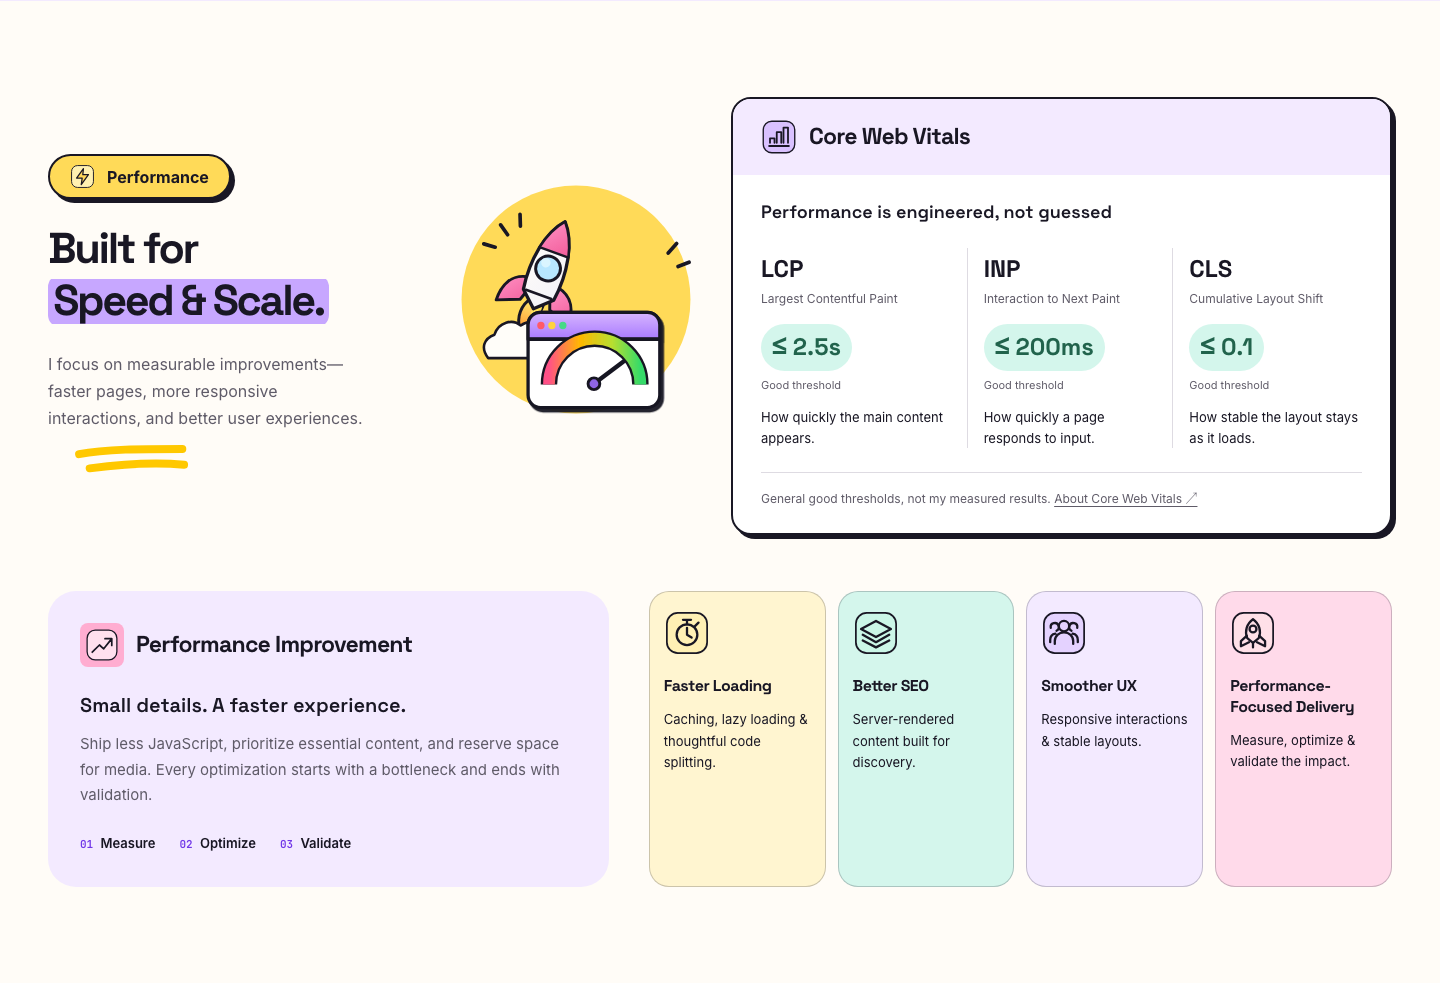 Performance
Built for
Speed & Scale.
I focus on measurable improvements—
faster pages, more responsive
interactions, and better user experiences.
Core Web Vitals
Performance is engineered, not guessed
LCP
Largest Contentful Paint
≤ 2.5s
Good threshold
How quickly the main content
appears.
INP
Interaction to Next Paint
≤ 200ms
Good threshold
How quickly a page
responds to input.
CLS
Cumulative Layout Shift
≤ 0.1
Good threshold
How stable the layout stays
as it loads.
General good thresholds, not my measured results. About Core Web Vitals ↗
Performance Improvement
Small details. A faster experience.
Ship less JavaScript, prioritize essential content, and reserve space
for media. Every optimization starts with a bottleneck and ends with
validation.
01 Measure 02 Optimize 03 Validate
Faster Loading
Caching, lazy loading &
thoughtful code
splitting.
Better SEO
Server-rendered
content built for
discovery.
Smoother UX
Responsive interactions
& stable layouts.
Performance-
Focused Delivery
Measure, optimize &
validate the impact.